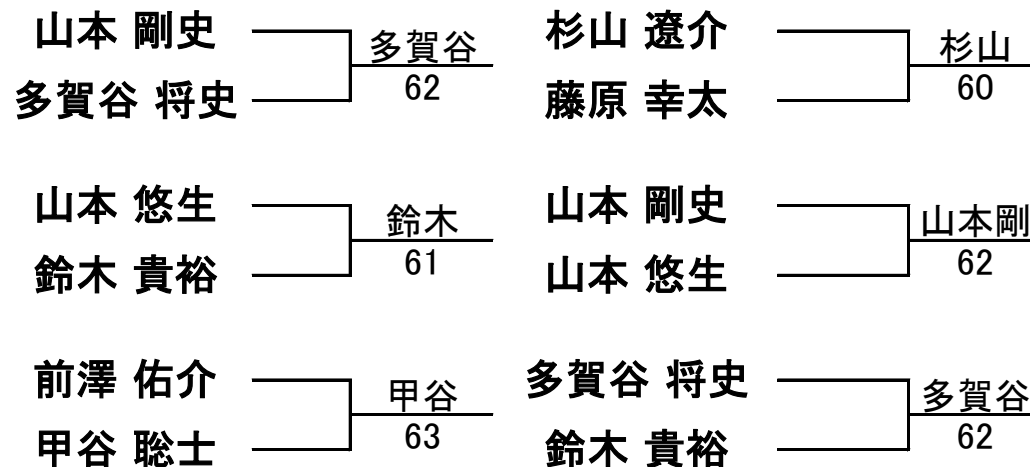 山本 剛史
多賀谷
62
多賀谷 将史
杉山 遼介
杉山
60
藤原 幸太
山本 悠生
鈴木
61
鈴木 貴裕
山本 剛史
山本剛
62
山本 悠生
前澤 佑介
甲谷
63
甲谷 聡士
多賀谷 将史
多賀谷
62
鈴木 貴裕